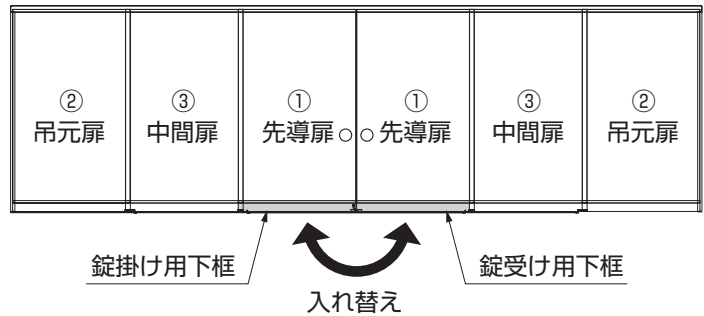 ② ③ ① ① ③ ②
吊元扉 中間扉 先導扉 先導扉 中間扉 吊元扉
錠掛け用下框 錠受け用下框
入れ替え